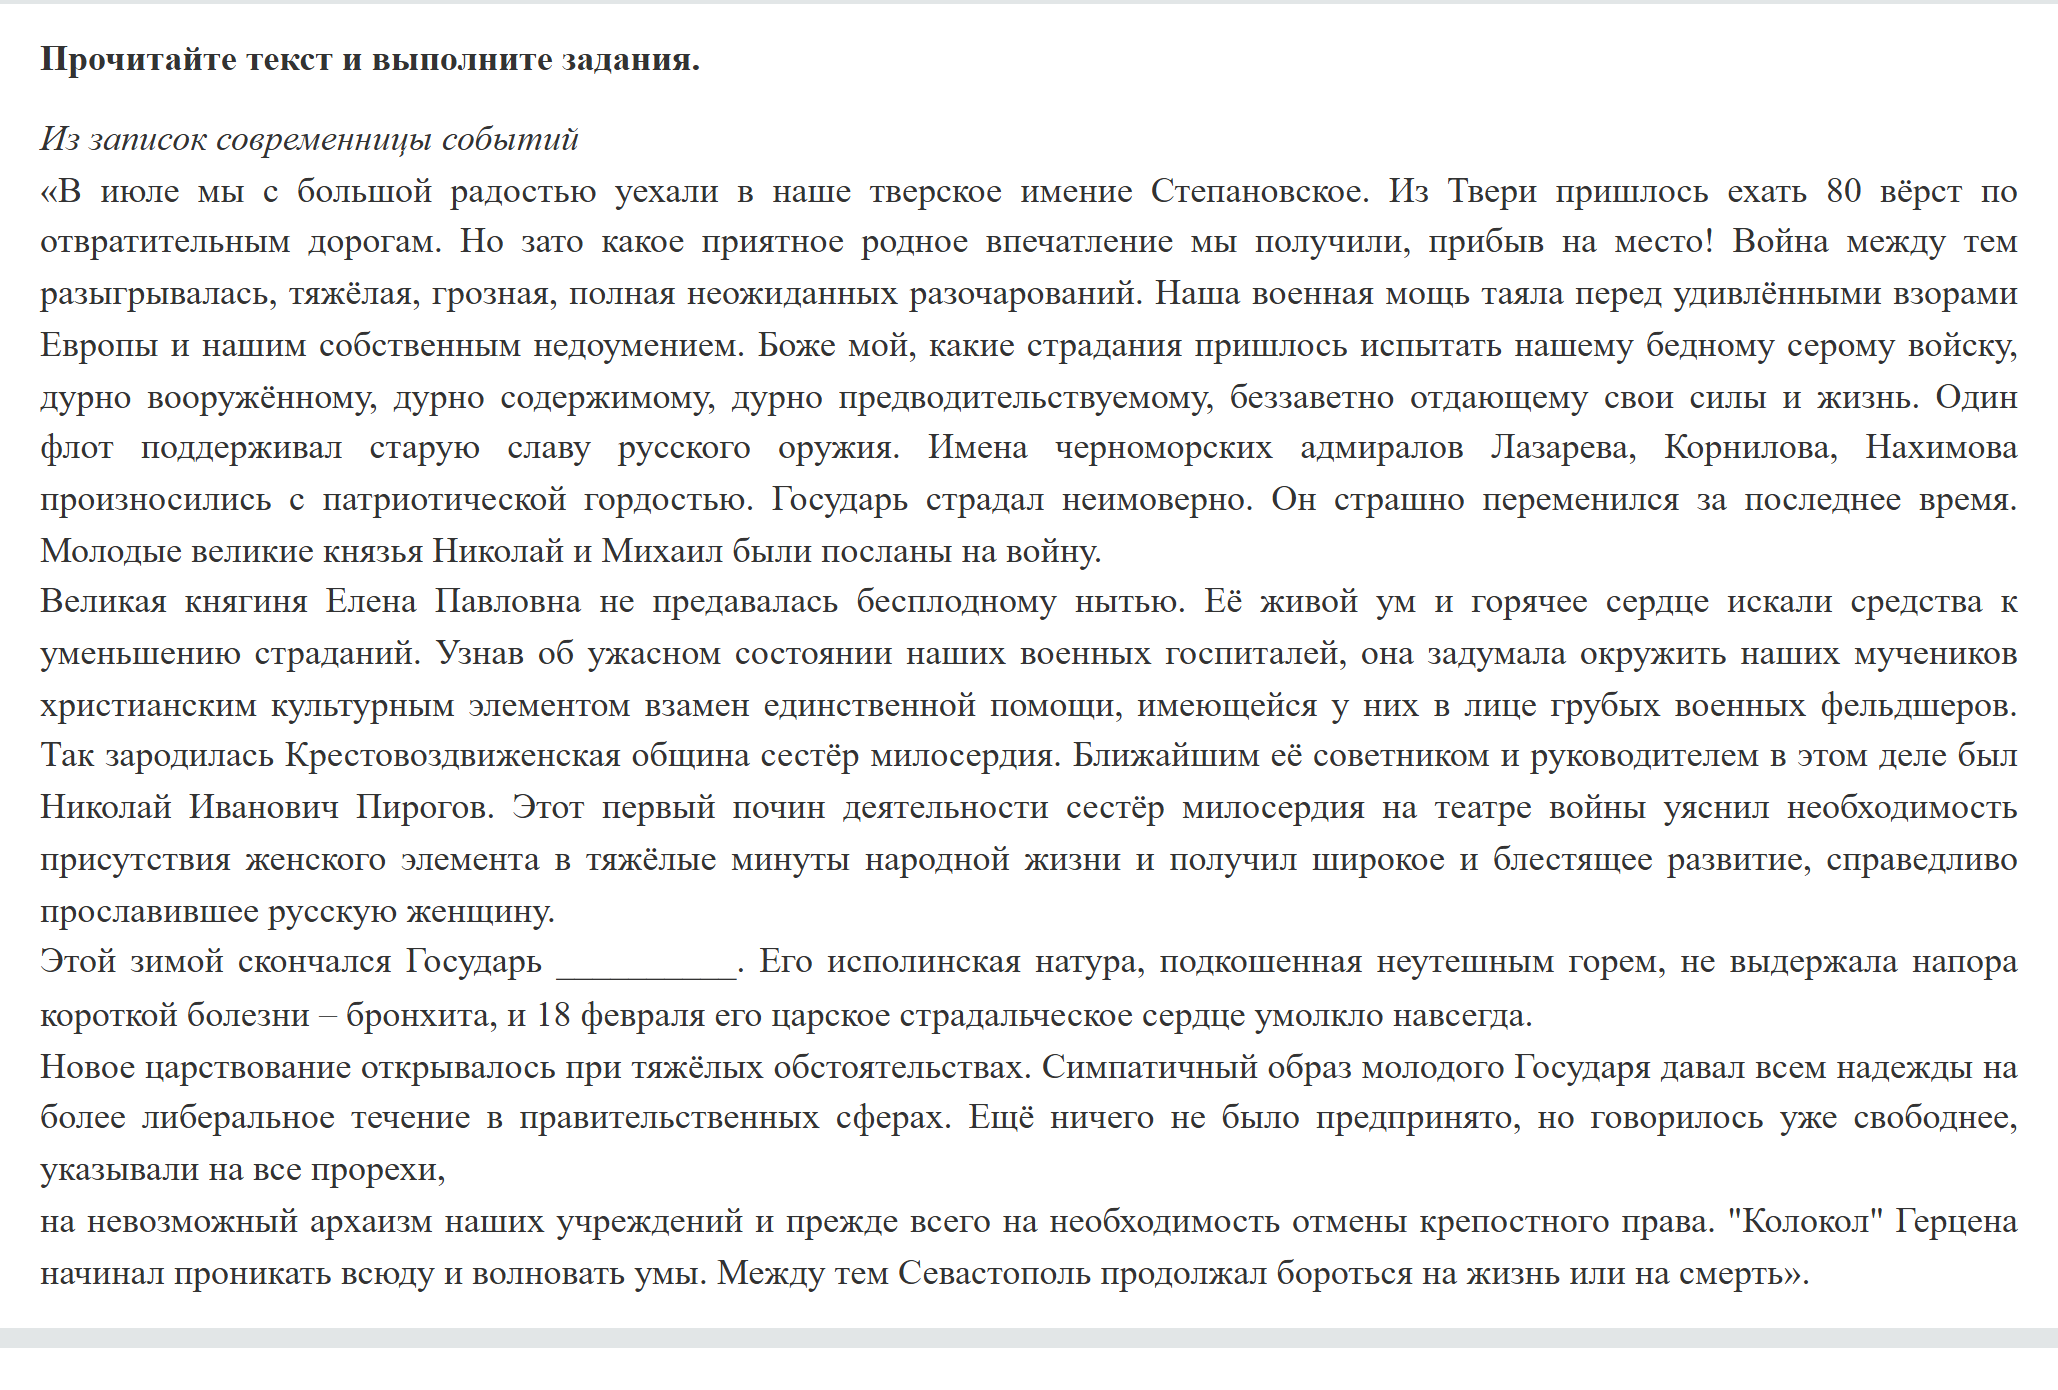 Прочитайте текст и выполните задания.
Из записок современницы событий
«В июле мы с большой радостью уехали в наше тверское имение Степановское. Из Твери пришлось ехать 80 вёрст по
отвратительным дорогам. Но зато какое приятное родное впечатление мы получили, прибыв на место! Война между тем
разыгрывалась, тяжёлая, грозная, полная неожиданных разочарований. Наша военная мощь таяла перед удивлёнными взорами
Европы и нашим собственным недоумением. Боже мой, какие страдания пришлось испытать нашему бедному серому войску,
дурно вооружённому, дурно содержимому, дурно предводительствуемому, беззаветно отдающему свои силы и жизнь. Один
флот поддерживал старую славу русского оружия. Имена черноморских адмиралов Лазарева, Корнилова, Нахимова
произносились с патриотической гордостью. Государь страдал неимоверно. Он страшно переменился за последнее время.
Молодые великие князья Николай и Михаил были посланы на войну.
Великая княгиня Елена Павловна не предавалась бесплодному нытью. Её живой ум и горячее сердце искали средства к
уменьшению страданий. Узнав об ужасном состоянии наших военных госпиталей, она задумала окружить наших мучеников
христианским культурным элементом взамен единственной помощи, имеющейся у них в лице грубых военных фельдшеров.
Так зародилась Крестовоздвиженская община сестёр милосердия. Ближайшим её советником и руководителем в этом деле был
Николай Иванович Пирогов. Этот первый почин деятельности сестёр милосердия на театре войны уяснил необходимость
присутствия женского элемента в тяжёлые минуты народной жизни и получил широкое и блестящее развитие, справедливо
прославившее русскую женщину.
Этой зимой скончался Государь __________. Его исполинская натура, подкошенная неутешным горем, не выдержала напора
короткой болезни – бронхита, и 18 февраля его царское страдальческое сердце умолкло навсегда.
Новое царствование открывалось при тяжёлых обстоятельствах. Симпатичный образ молодого Государя давал всем надежды на
более либеральное течение в правительственных сферах. Ещё ничего не было предпринято, но говорилось уже свободнее,
указывали на все прорехи,
на невозможный архаизм наших учреждений и прежде всего на необходимость отмены крепостного права. "Колокол" Герцена
начинал проникать всюду и волновать умы. Между тем Севастополь продолжал бороться на жизнь или на смерть».